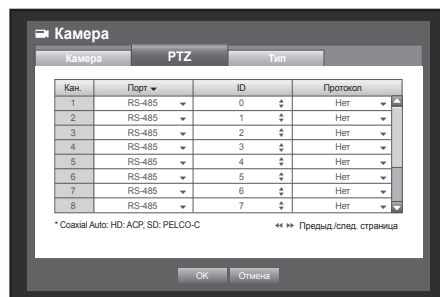 Камера
Камера PTZ Тип
Кан. Порт ID Протокол
1 RS-485 0 Нет
2 RS-485 1 Нет
3 RS-485 2 Нет
4 RS-485 3 Нет
5 RS-485 4 Нет
6 RS-485 5 Нет
7 RS-485 6 Нет
8 RS-485 7 Нет
* Coaxial Auto: HD: ACP, SD: PELCO-C Предыд./след. страница
OK Отмена